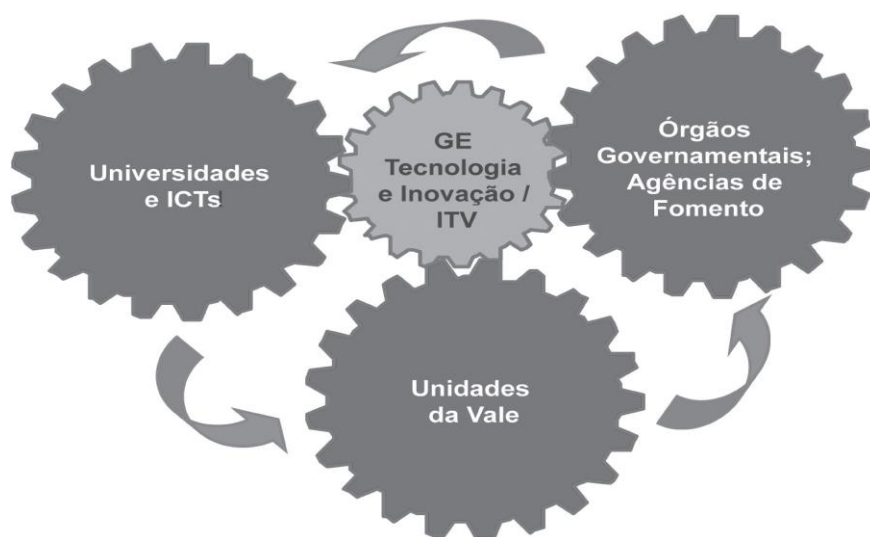 Universidades
e ICTs
GE
Tecnologia
e Inovação /
ITV
Órgãos
Governamentais;
Agências de
Fomento
Unidades
da Vale